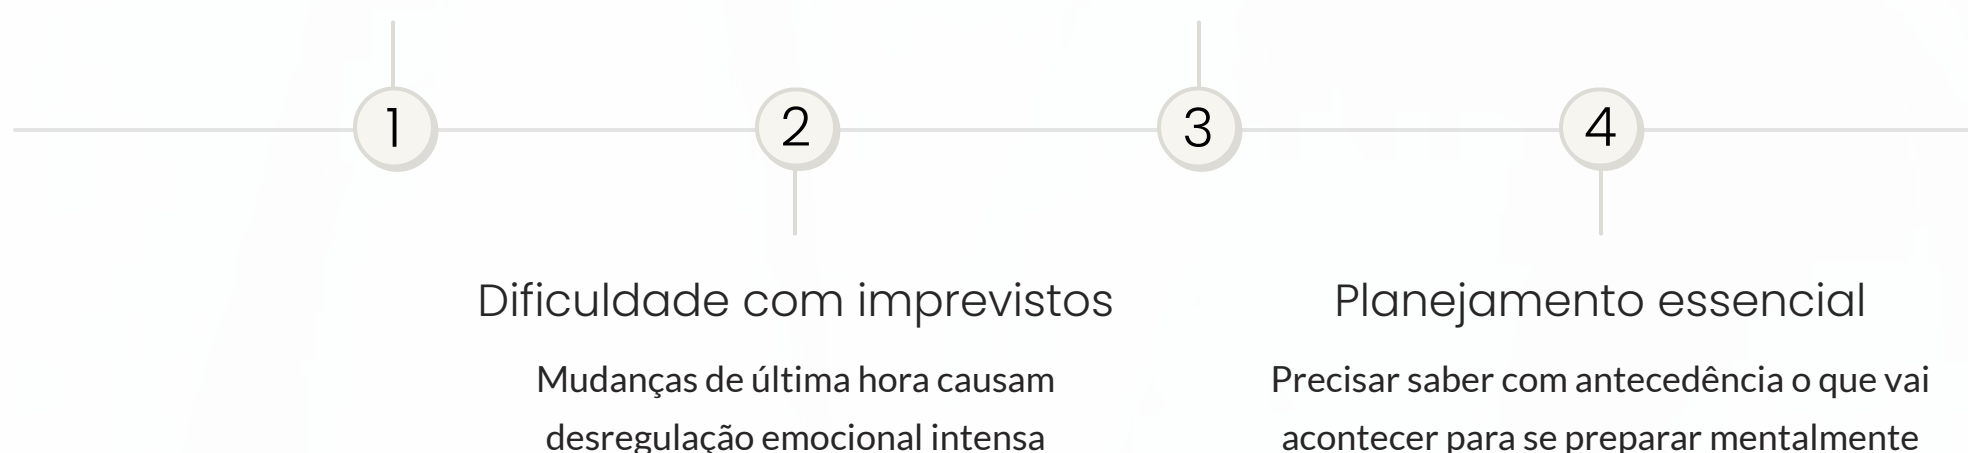 1
2
3
4
Dificuldade com imprevistos
Mudanças de última hora causam
desregulação emocional intensa
Planejamento essencial
Precisar saber com antecedência o que vai
acontecer para se preparar mentalmente